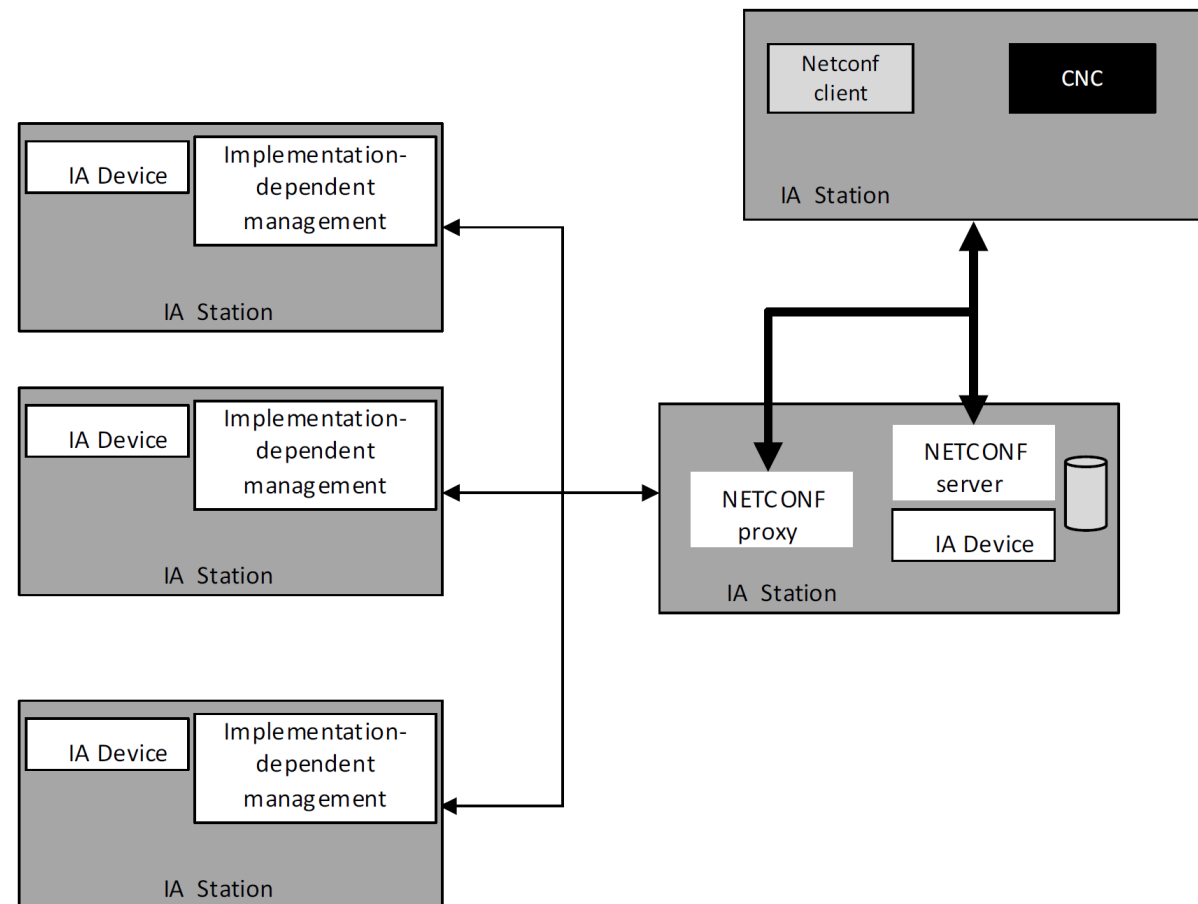 Netconf
client
CNC
IA Station
IA Device
Implementation-
dependent
management
IA Station
IA Device
Implementation-
dependent
management
IA Station
NETCONF
proxy
NETCONF
server
IA Device
IA Station
IA Device
Implementation-
dependent
management
IA Station